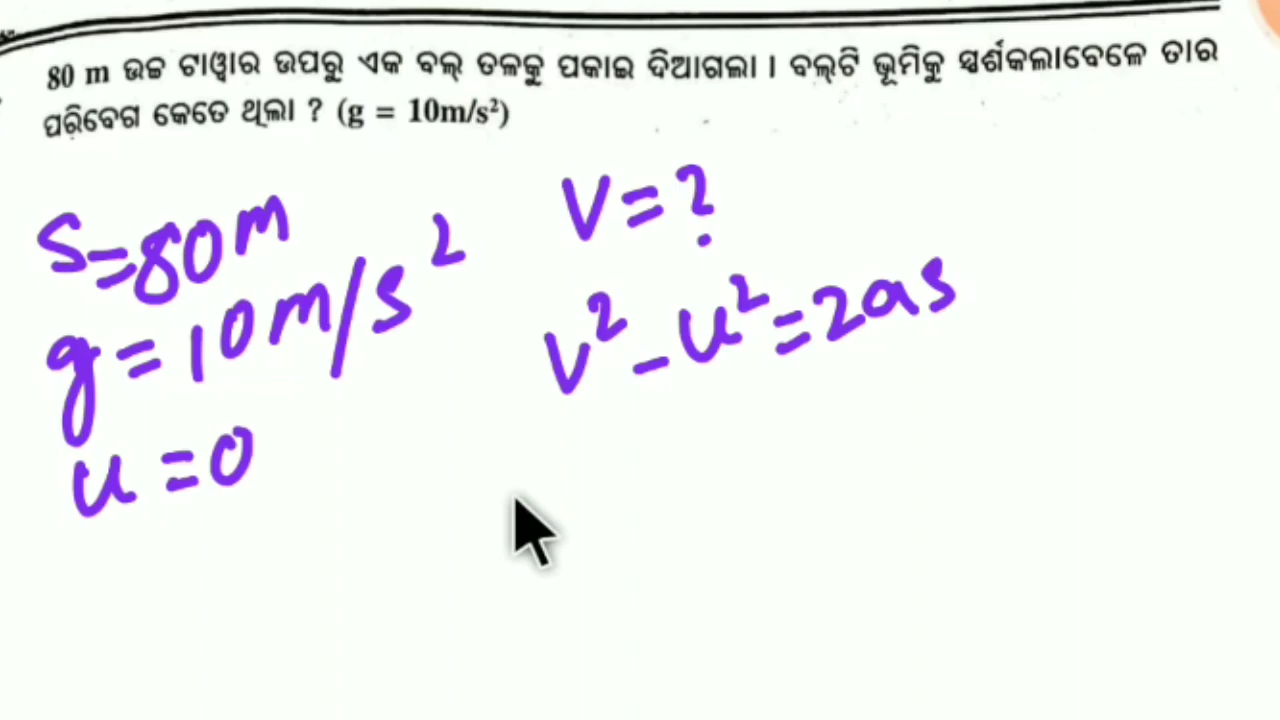 80 m ଉଚ୍ଚ ଟାୱାର ଉପରୁ ଏକ ବଲ୍ ତଳକୁ ପକାଇ ଦିଆଗଲା । ବଲ୍‌ଟି ଭୂମିକୁ ସ୍ପର୍ଶକଲାବେଳେ ତାର
ପରିବେଗ କେତେ ଥିଲା ? (g = 10m/s²)
S=80m
g=10m/s²
u=0
V=?
V²-u²=2as